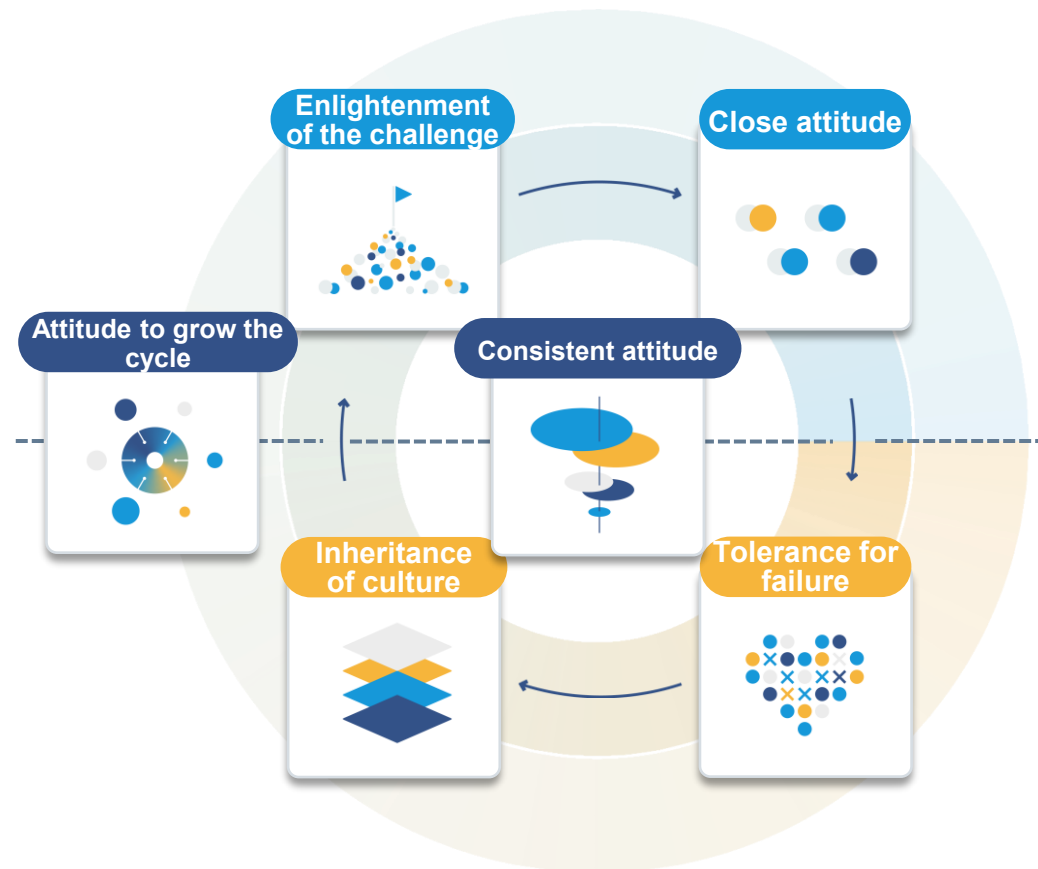 Enlightenment
of the challenge
Close attitude
Attitude to grow the
cycle
Consistent attitude
Inheritance
of culture
Tolerance for
failure